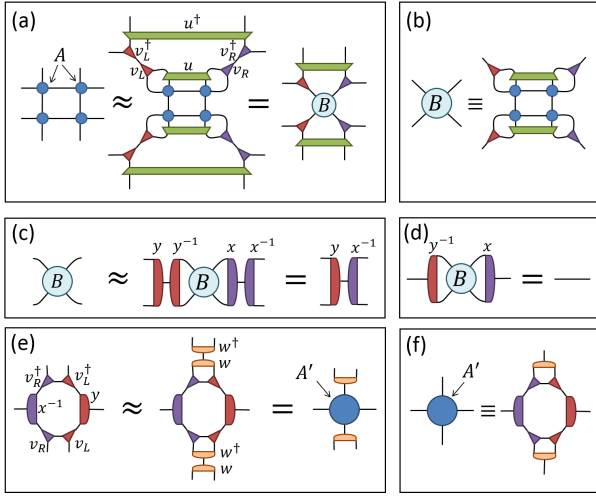 (a)
A
u†
v_L†
v_R†
v_L
u
v_R
≈
=
B
(b)
B
≡
(c)
B
≈
y
y⁻¹
B
x
x⁻¹
=
y
x⁻¹
(d)
y⁻¹
x
B
=
(e)
v_R†
v_L†
x⁻¹
y
v_R
v_L
≈
w†
w
w†
w
=
A′
(f)
A′
≡